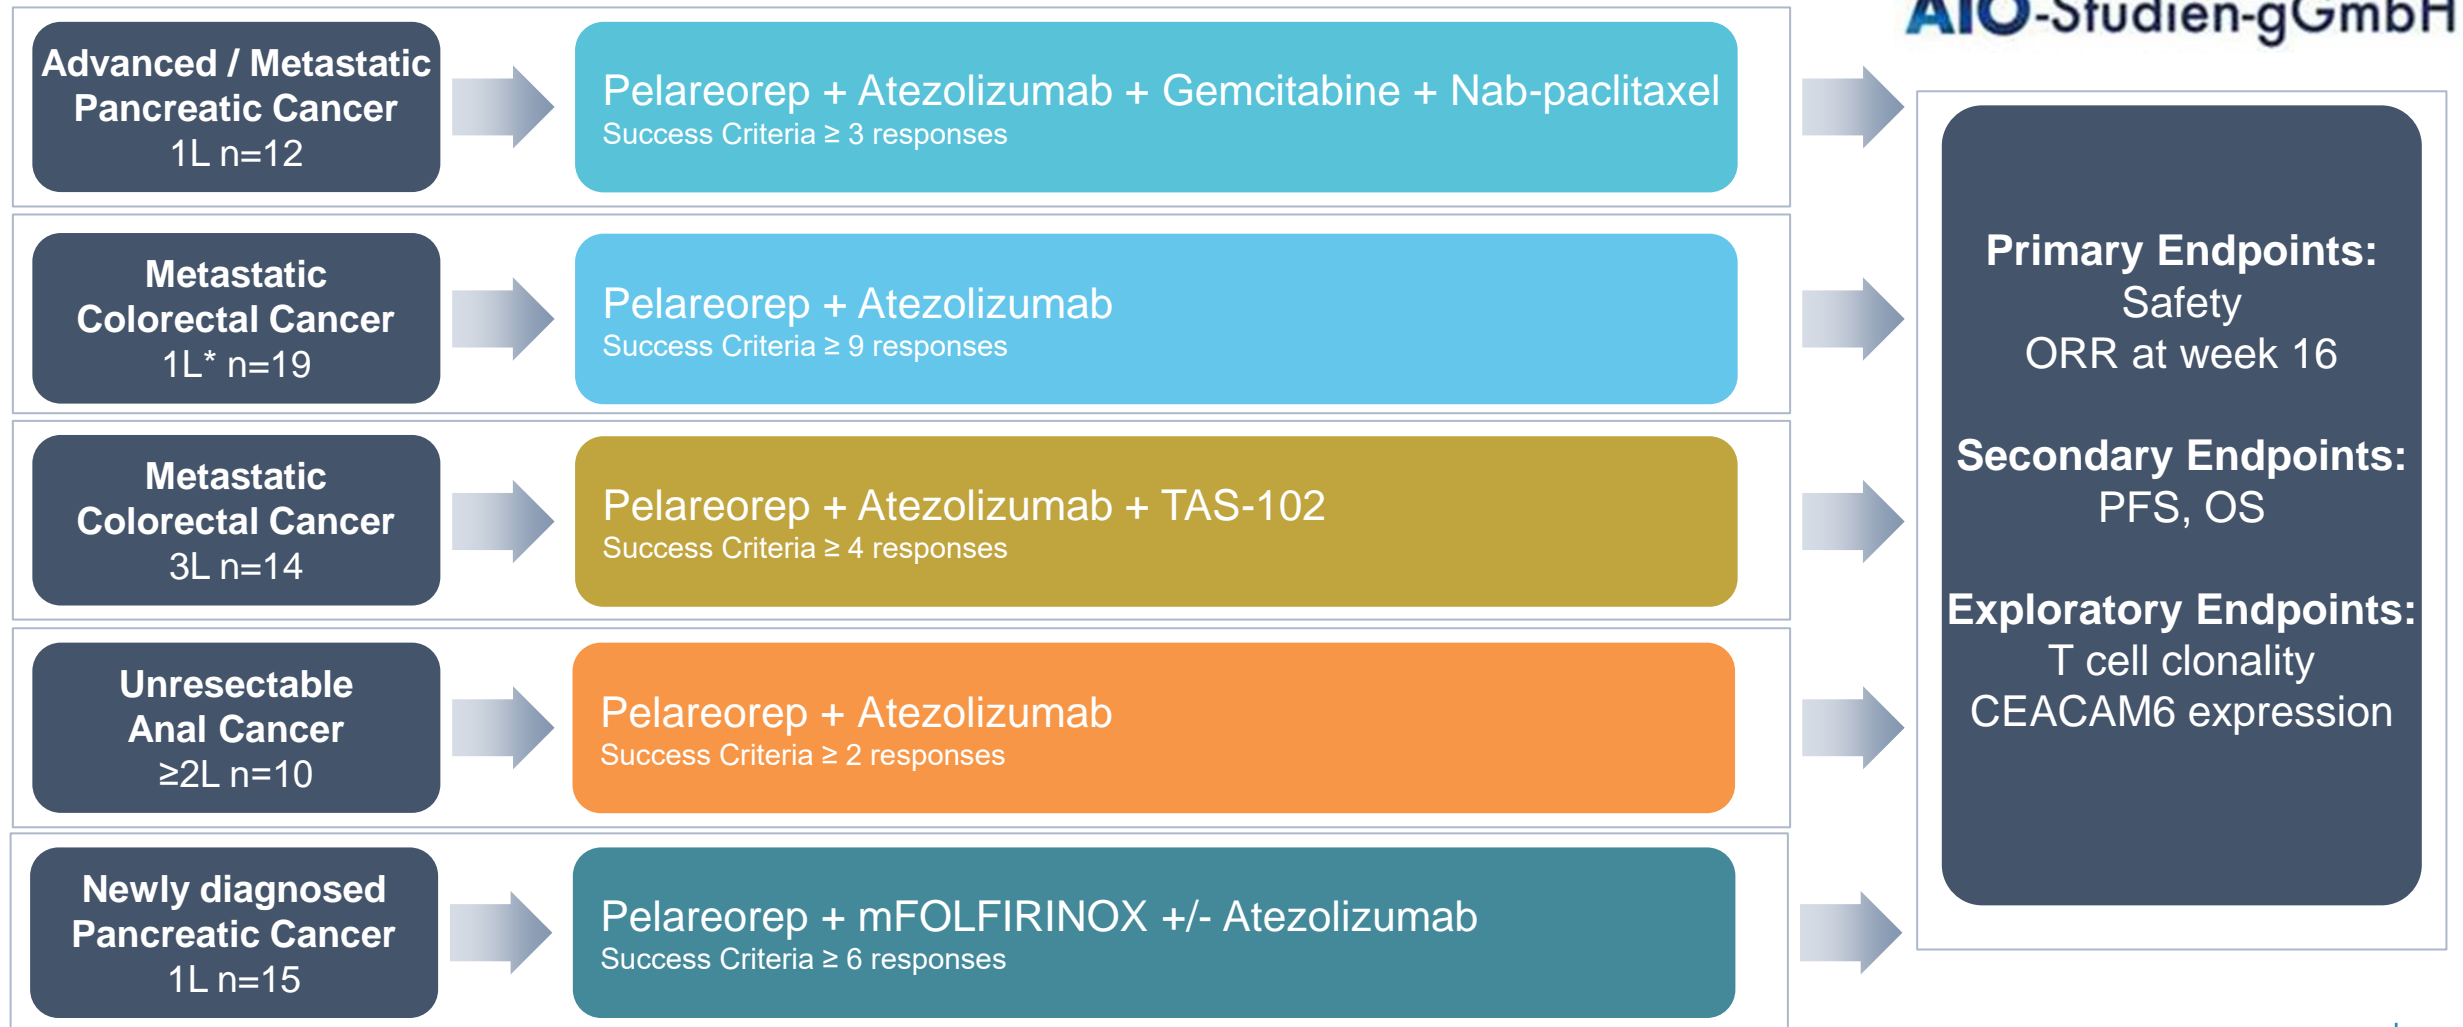 AIO-Studien-gGmbH
Advanced / Metastatic
Pancreatic Cancer
1L n=12
Pelareorep + Atezolizumab + Gemcitabine + Nab-paclitaxel
Success Criteria ≥ 3 responses
Metastatic
Colorectal Cancer
1L* n=19
Pelareorep + Atezolizumab
Success Criteria ≥ 9 responses
Metastatic
Colorectal Cancer
3L n=14
Pelareorep + Atezolizumab + TAS-102
Success Criteria ≥ 4 responses
Unresectable
Anal Cancer
≥2L n=10
Pelareorep + Atezolizumab
Success Criteria ≥ 2 responses
Newly diagnosed
Pancreatic Cancer
1L n=15
Pelareorep + mFOLFIRINOX +/- Atezolizumab
Success Criteria ≥ 6 responses
Primary Endpoints:
Safety
ORR at week 16
Secondary Endpoints:
PFS, OS
Exploratory Endpoints:
T cell clonality
CEACAM6 expression